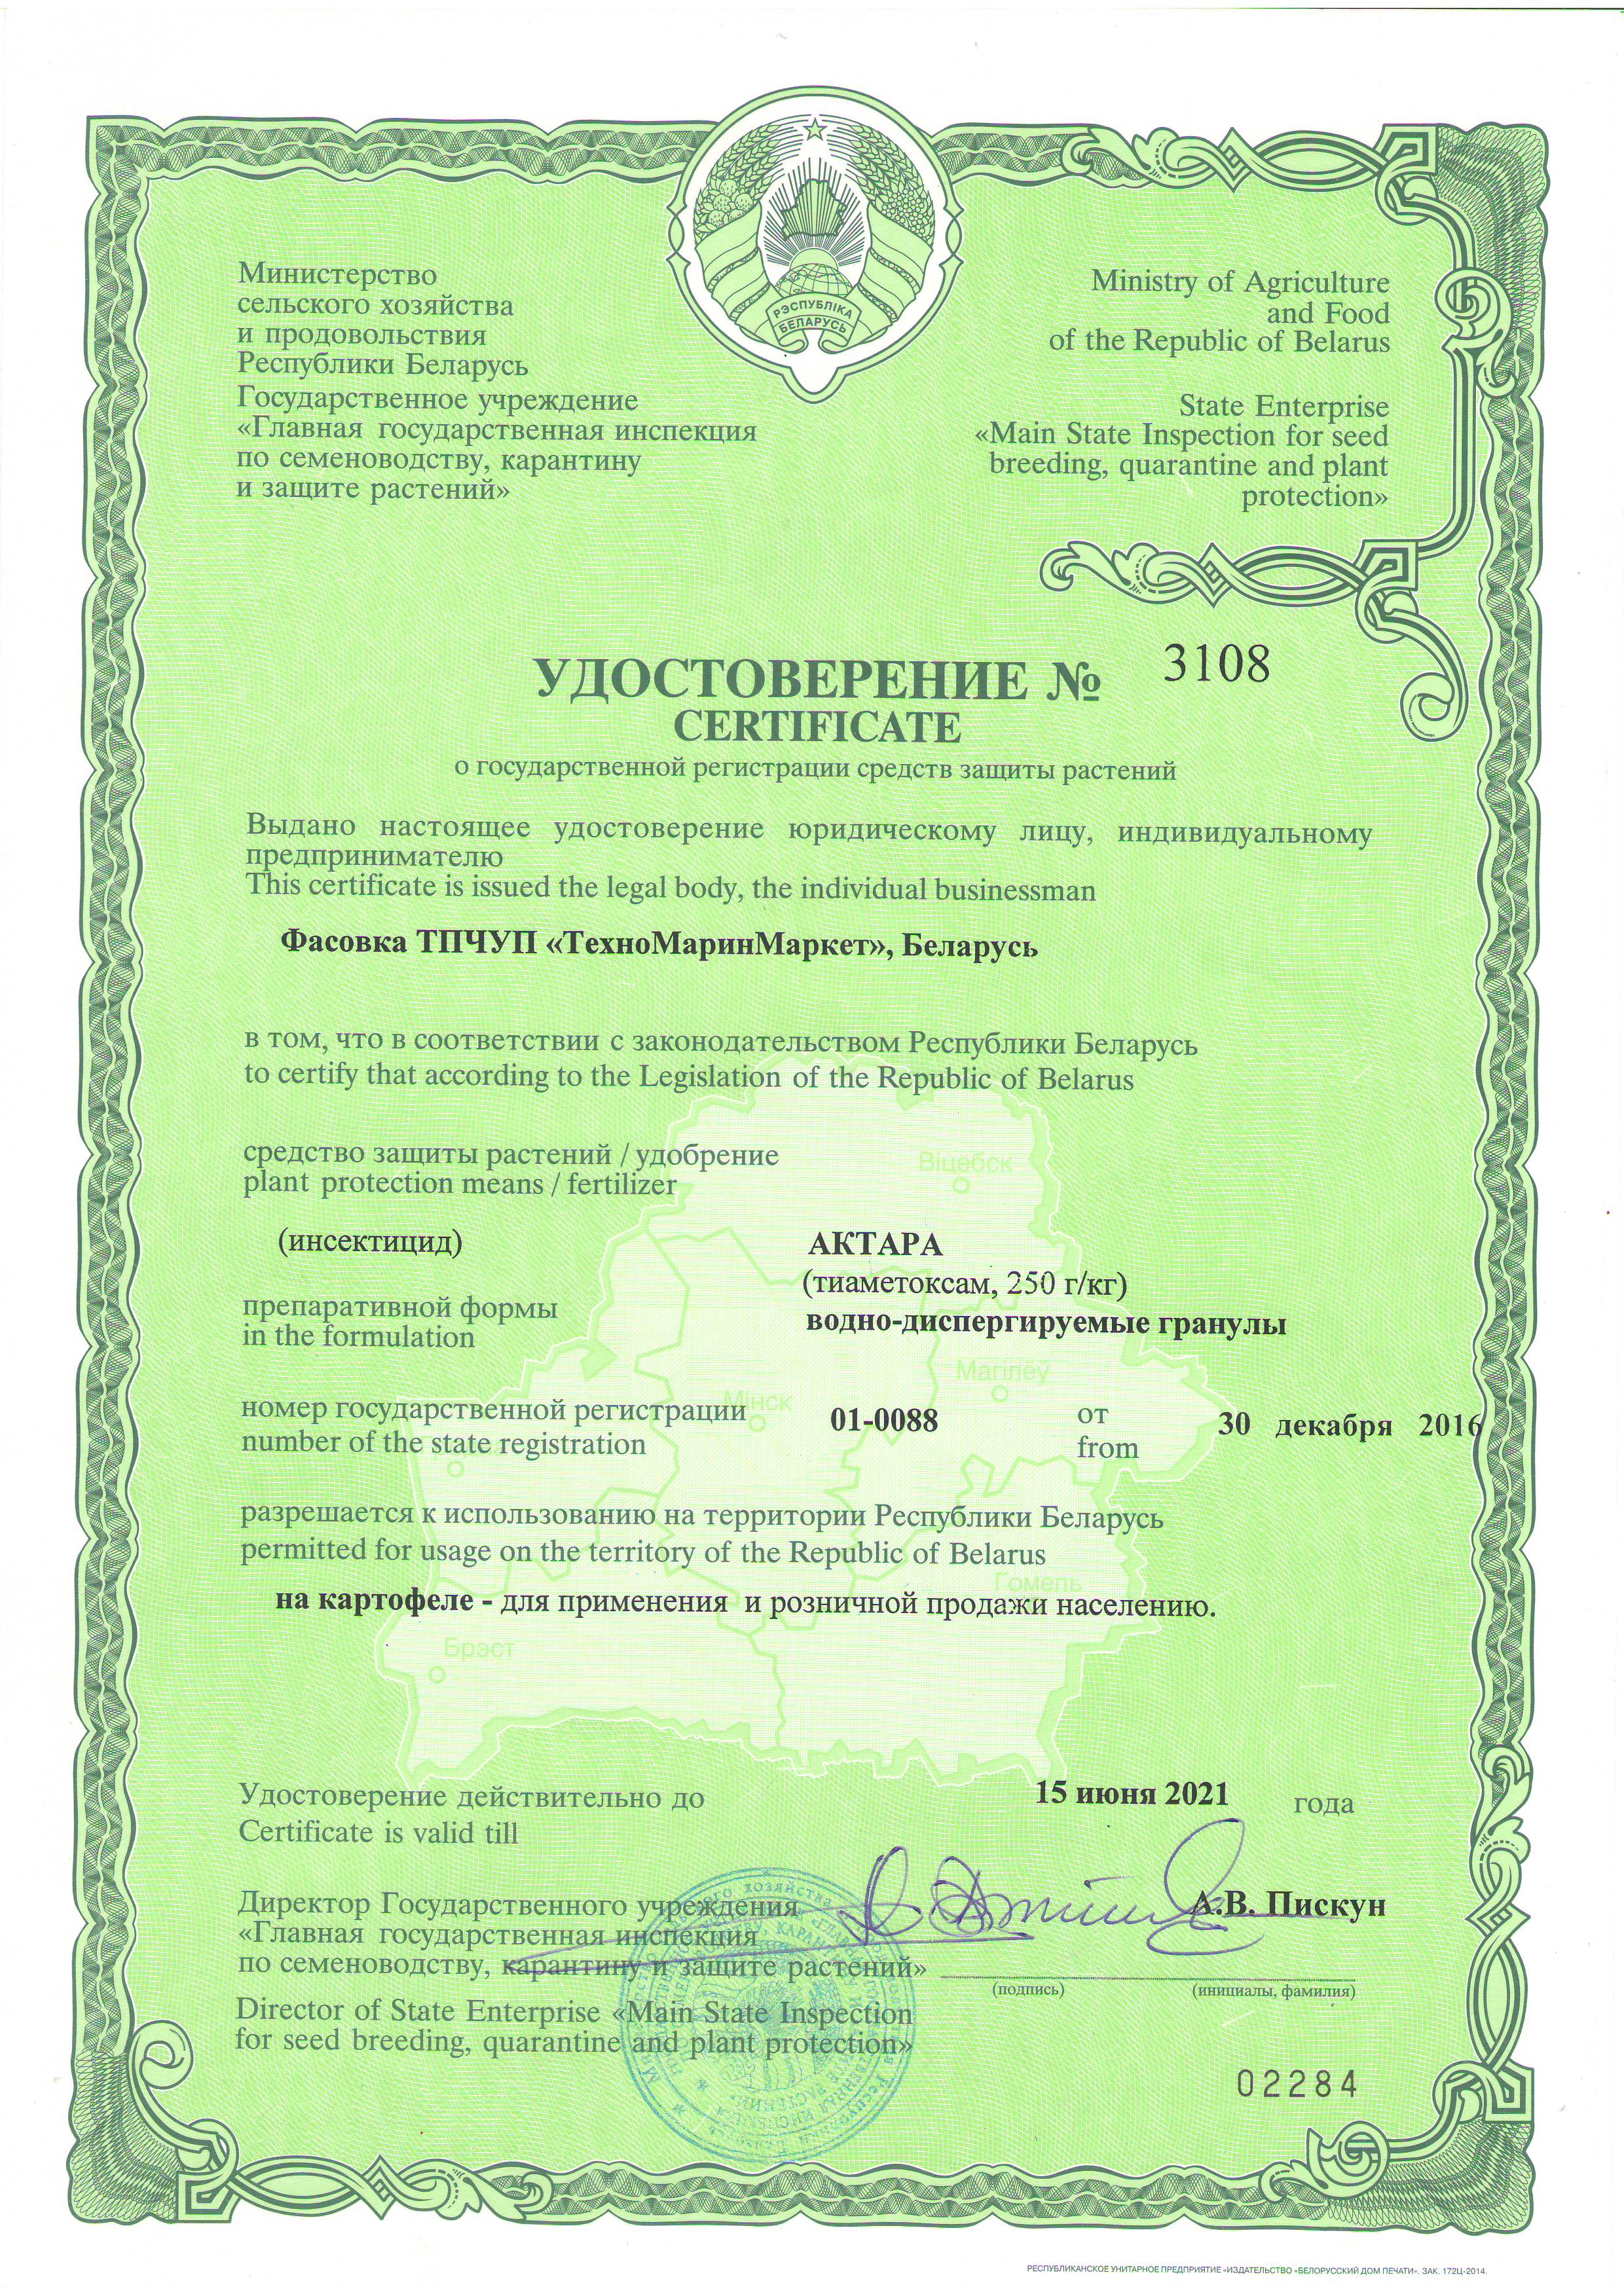 РЭСПУБЛІКА
БЕЛАРУСЬ
Министерство
сельского хозяйства
и продовольствия
Республики Беларусь
Государственное учреждение
«Главная государственная инспекция
по семеноводству, карантину
и защите растений»
Ministry of Agriculture
and Food
of the Republic of Belarus
State Enterprise
«Main State Inspection for seed
breeding, quarantine and plant
protection»
УДОСТОВЕРЕНИЕ № 3108
CERTIFICATE
о государственной регистрации средств защиты растений
Выдано настоящее удостоверение юридическому лицу, индивидуальному
предпринимателю
This certificate is issued the legal body, the individual businessman
Фасовка ТПЧУП «ТехноМаринМаркет», Беларусь
в том, что в соответствии с законодательством Республики Беларусь
to certify that according to the Legislation of the Republic of Belarus
средство защиты растений / удобрение
plant protection means / fertilizer
Віцебск
(инсектицид) АКТАРА
(тиаметоксам, 250 г/кг)
препаративной формы
in the formulation
водно-диспергируемые гранулы
Магілёў
Мінск
номер государственной регистрации 01-0088 от 30 декабря 2016
number of the state registration from
разрешается к использованию на территории Республики Беларусь
permitted for usage on the territory of the Republic of Belarus
Гомель
на картофеле - для применения и розничной продажи населению.
Брэст
Удостоверение действительно до 15 июня 2021 года
Certificate is valid till
Директор Государственного учреждения А.В. Пискун
«Главная государственная инспекция
по семеноводству, карантину и защите растений»
(подпись) (инициалы, фамилия)
Director of State Enterprise «Main State Inspection
for seed breeding, quarantine and plant protection»
02284
РЕСПУБЛИКАНСКОЕ УНИТАРНОЕ ПРЕДПРИЯТИЕ «ИЗДАТЕЛЬСТВО «БЕЛОРУССКИЙ ДОМ ПЕЧАТИ». ЗАК. 172Ц-2014.